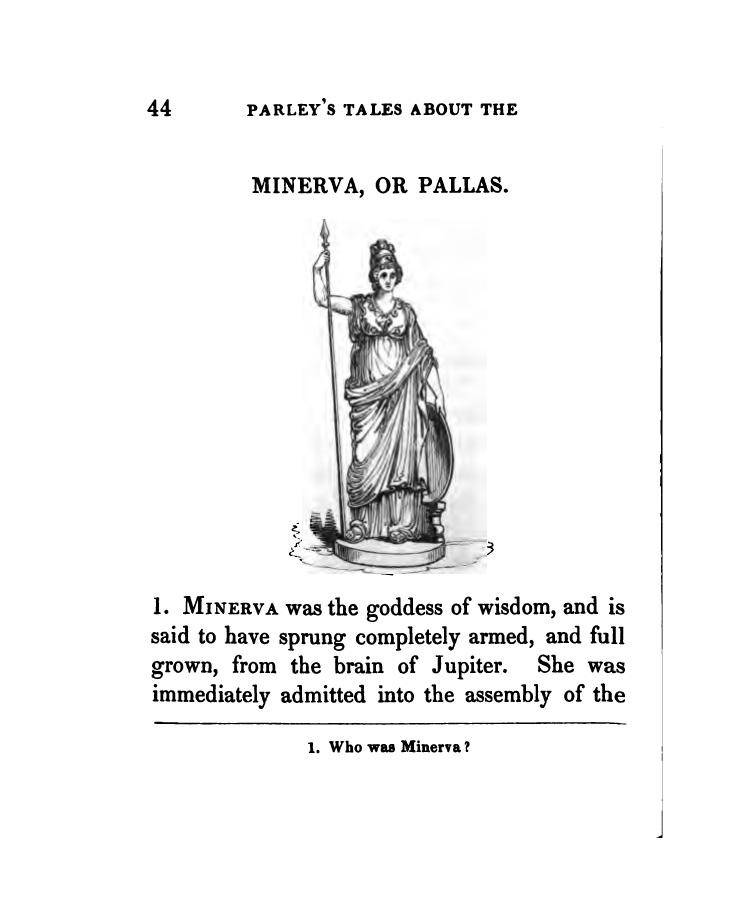 44 PARLEY'S TALES ABOUT THE
MINERVA, OR PALLAS.
1. MINERVA was the goddess of wisdom, and is
said to have sprung completely armed, and full
grown, from the brain of Jupiter. She was
immediately admitted into the assembly of the
1. Who was Minerva?